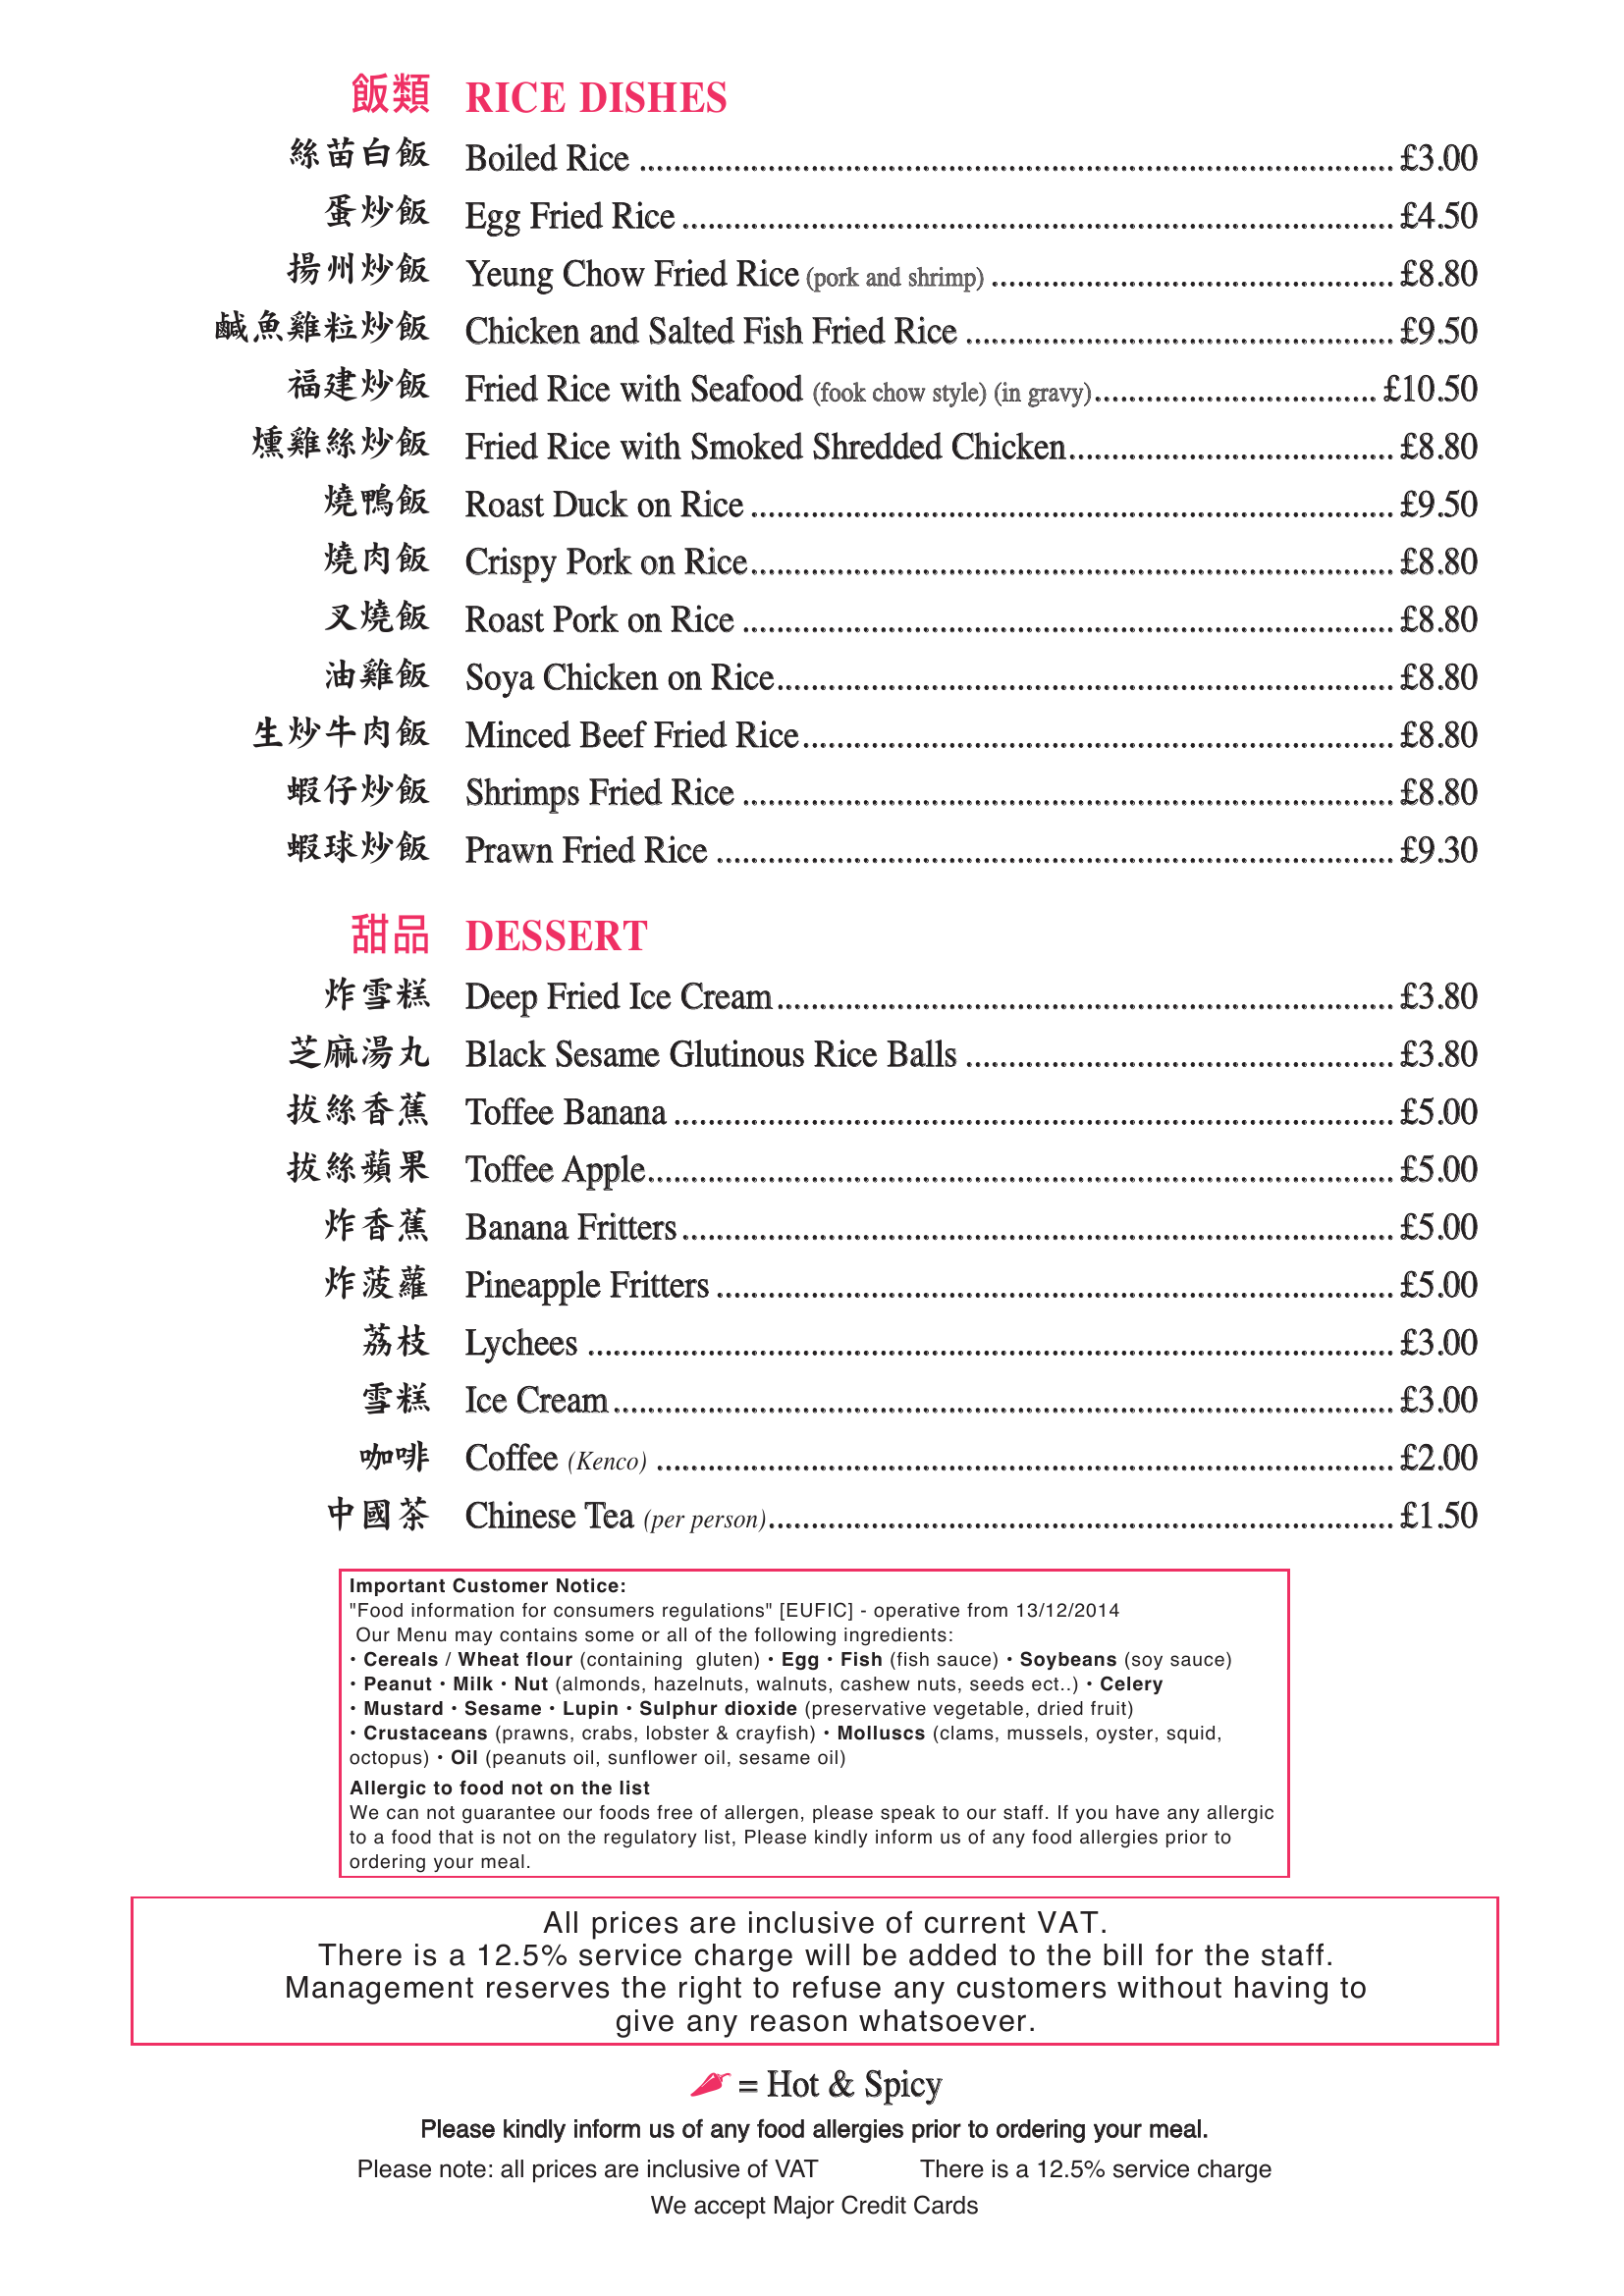 飯類 RICE DISHES
絲苗白飯 Boiled Rice £3.00
蛋炒飯 Egg Fried Rice £4.50
揚州炒飯 Yeung Chow Fried Rice (pork and shrimp) £8.80
鹹魚雞粒炒飯 Chicken and Salted Fish Fried Rice £9.50
福建炒飯 Fried Rice with Seafood (fook chow style) (in gravy) £10.50
燻雞絲炒飯 Fried Rice with Smoked Shredded Chicken £8.80
燒鴨飯 Roast Duck on Rice £9.50
燒肉飯 Crispy Pork on Rice £8.80
叉燒飯 Roast Pork on Rice £8.80
油雞飯 Soya Chicken on Rice £8.80
生炒牛肉飯 Minced Beef Fried Rice £8.80
蝦仔炒飯 Shrimps Fried Rice £8.80
蝦球炒飯 Prawn Fried Rice £9.30
甜品 DESSERT
炸雪糕 Deep Fried Ice Cream £3.80
芝麻湯丸 Black Sesame Glutinous Rice Balls £3.80
拔絲香蕉 Toffee Banana £5.00
拔絲蘋果 Toffee Apple £5.00
炸香蕉 Banana Fritters £5.00
炸菠蘿 Pineapple Fritters £5.00
荔枝 Lychees £3.00
雪糕 Ice Cream £3.00
咖啡 Coffee (Kenco) £2.00
中國茶 Chinese Tea (per person) £1.50
Important Customer Notice:
"Food information for consumers regulations" [EUFIC] - operative from 13/12/2014
Our Menu may contains some or all of the following ingredients:
• Cereals / Wheat flour (containing gluten) • Egg • Fish (fish sauce) • Soybeans (soy sauce)
• Peanut • Milk • Nut (almonds, hazelnuts, walnuts, cashew nuts, seeds ect..) • Celery
• Mustard • Sesame • Lupin • Sulphur dioxide (preservative vegetable, dried fruit)
• Crustaceans (prawns, crabs, lobster & crayfish) • Molluscs (clams, mussels, oyster, squid,
octopus) • Oil (peanuts oil, sunflower oil, sesame oil)
Allergic to food not on the list
We can not guarantee our foods free of allergen, please speak to our staff. If you have any allergic
to a food that is not on the regulatory list, Please kindly inform us of any food allergies prior to
ordering your meal.
All prices are inclusive of current VAT.
There is a 12.5% service charge will be added to the bill for the staff.
Management reserves the right to refuse any customers without having to
give any reason whatsoever.
= Hot & Spicy
Please kindly inform us of any food allergies prior to ordering your meal.
Please note: all prices are inclusive of VAT There is a 12.5% service charge
We accept Major Credit Cards